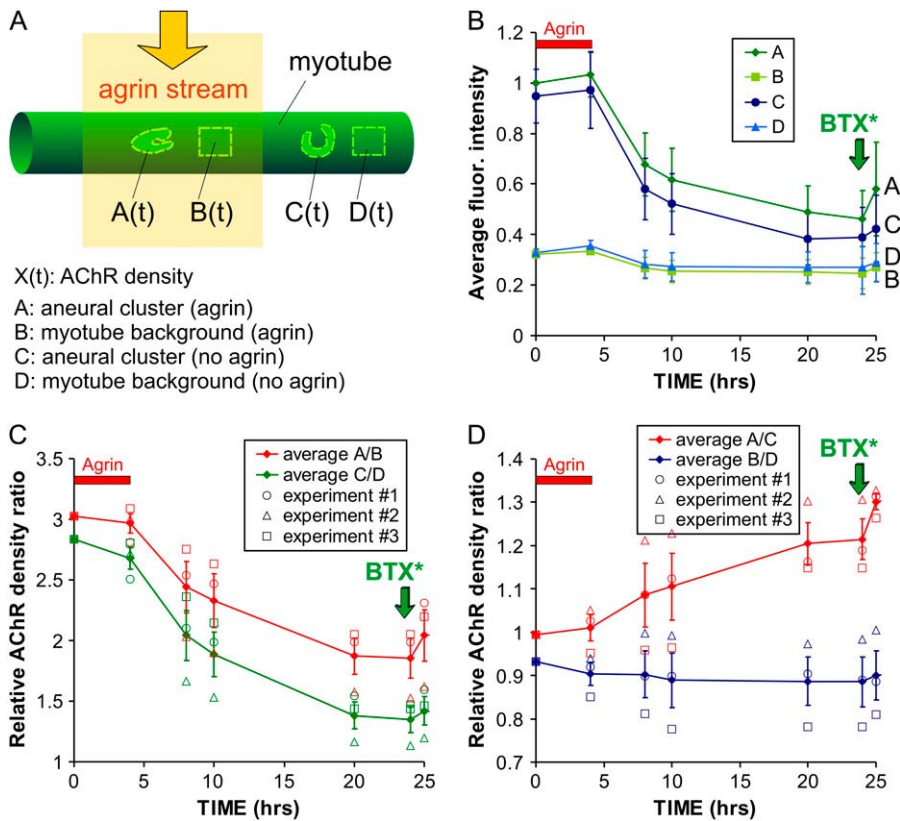 A
agrin stream
myotube
A(t) B(t) C(t) D(t)
X(t): AChR density
A: aneural cluster (agrin)
B: myotube background (agrin)
C: aneural cluster (no agrin)
D: myotube background (no agrin)
B
Agrin
A
B
C
D
BTX*
A
C
D
B
Average fluor. intensity
1.2
1
0.8
0.6
0.4
0.2
0
0 5 10 15 20 25
TIME (hrs)
C
Agrin
average A/B
average C/D
experiment #1
experiment #2
experiment #3
BTX*
Relative AChR density ratio
3.5
3
2.5
2
1.5
1
0 5 10 15 20 25
TIME (hrs)
D
Agrin
average A/C
average B/D
experiment #1
experiment #2
experiment #3
BTX*
Relative AChR density ratio
1.4
1.3
1.2
1.1
1
0.9
0.8
0.7
0 5 10 15 20 25
TIME (hrs)